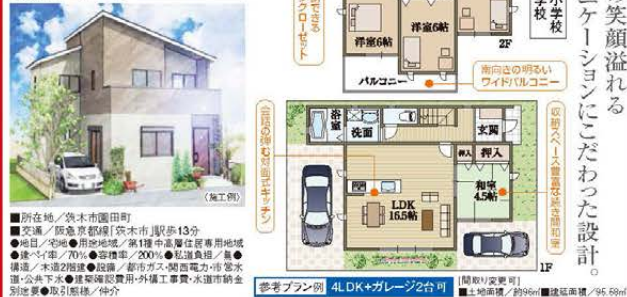 笑顔溢れる
ニケーションにこだわった設計。
小学校
学校
できる
クローゼット
洋室6帖
洋室6帖
2F
バルコニー
南向きの明るい
ワイドバルコニー
会話の弾む対面式キッチン
浴室
洗面
玄関
押入
押入
和室
4.5帖
LDK
16.5帖
収納スペース豊富な続き間和室
1F
〈施工例〉
■所在地/茨木市園田町
■交通/阪急京都線「茨木市」駅歩13分
●地目/宅地●用途地域/第1種中高層住居専用地域
●建ぺイ率/70%●容積率/200%●私道負担/無●
構造/木造2階建●設備/都市ガス・関西電力・市営水
道・公共下水●建築確認費用・外構工事費・水道市納金
別途要●取引態様/仲介
参考プラン例 4LDK+ガレージ2台可
[間取り変更可]
■土地面積/約96㎡■建延面積/95.58㎡